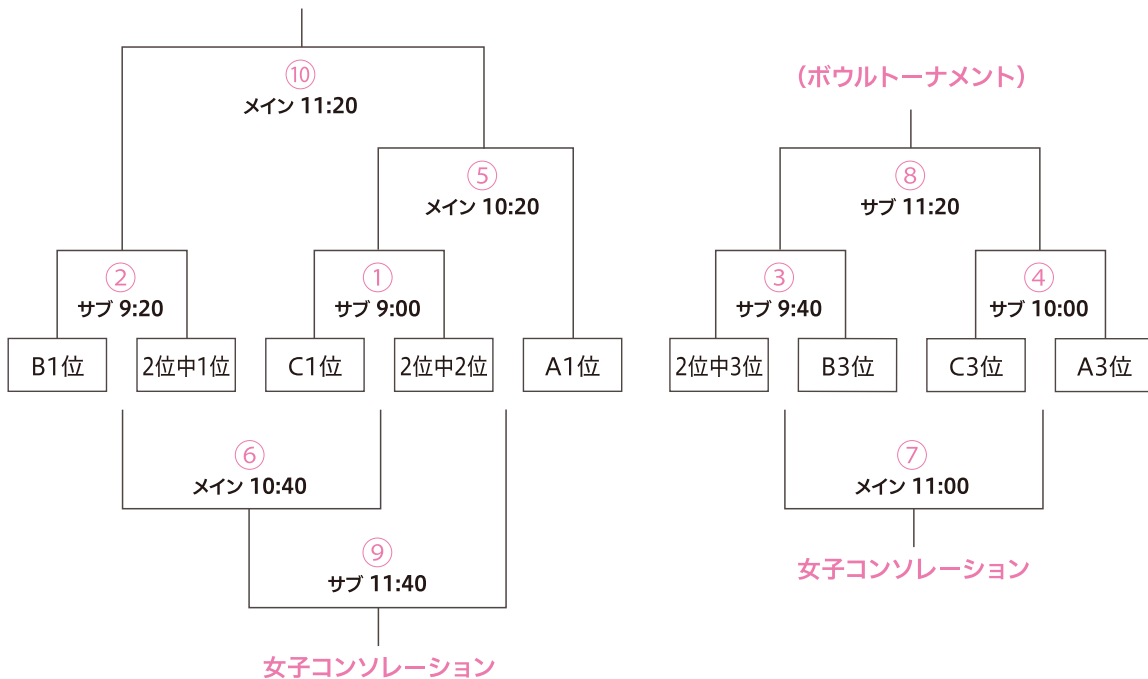 ⑩
メイン 11:20
⑤
メイン 10:20
②
サブ 9:20
①
サブ 9:00
B1位
2位中1位
C1位
2位中2位
A1位
⑥
メイン 10:40
⑨
サブ 11:40
女子コンソレーション
(ボウルトーナメント)
⑧
サブ 11:20
③
サブ 9:40
④
サブ 10:00
2位中3位
B3位
C3位
A3位
⑦
メイン 11:00
女子コンソレーション